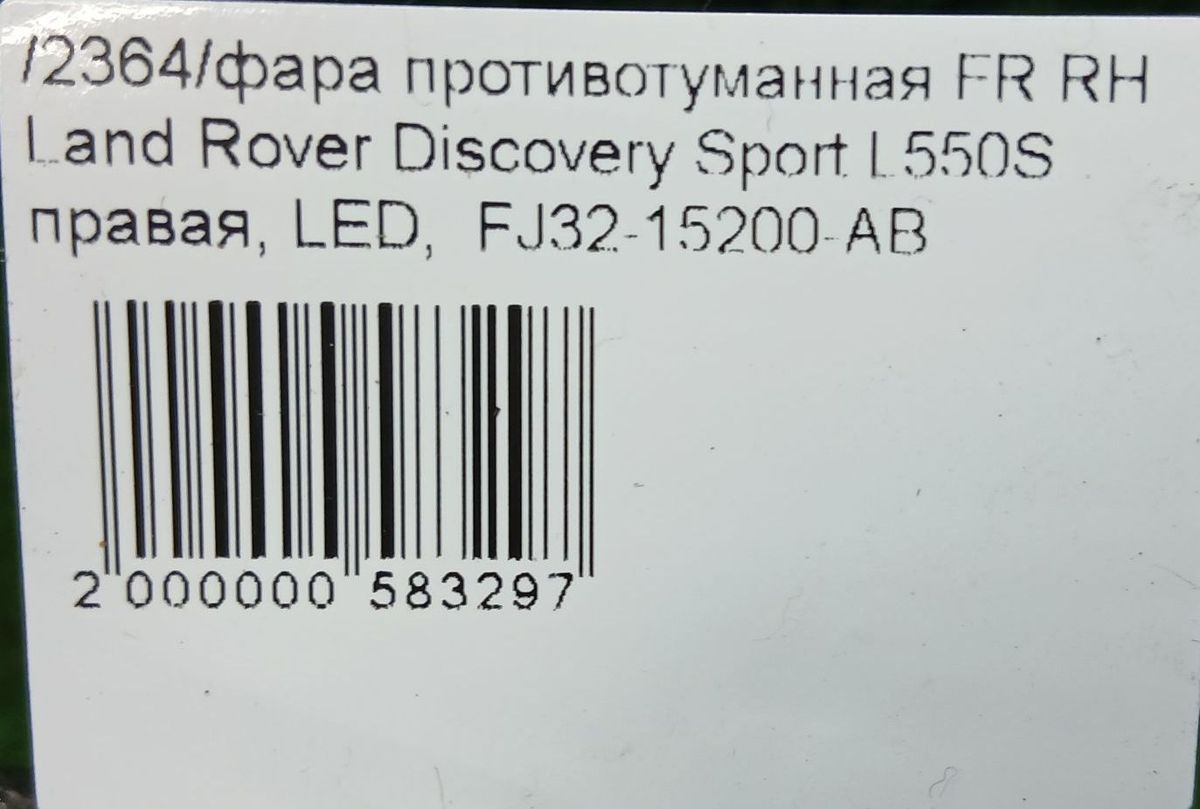 /2364/фара противотуманная FR RH
Land Rover Discovery Sport L550S
правая, LED, FJ32-15200-AB
2 000000 583297